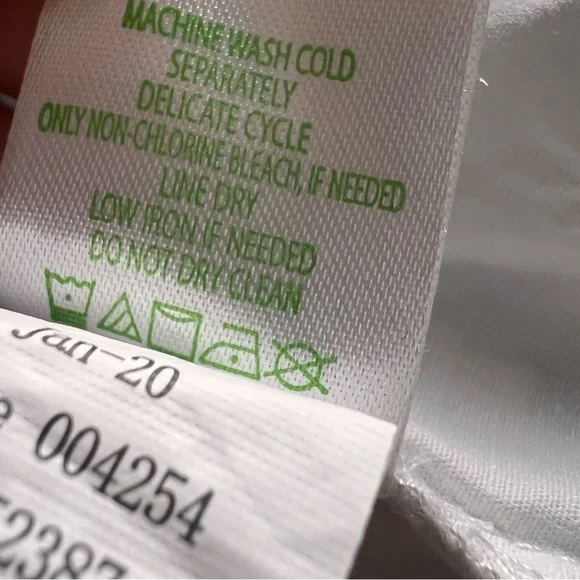 MACHINE WASH COLD
SEPARATELY
DELICATE CYCLE
ONLY NON-CHLORINE BLEACH, IF NEEDED
LINE DRY
LOW IRON IF NEEDED
DO NOT DRY CLEAN
Jan-20
004254